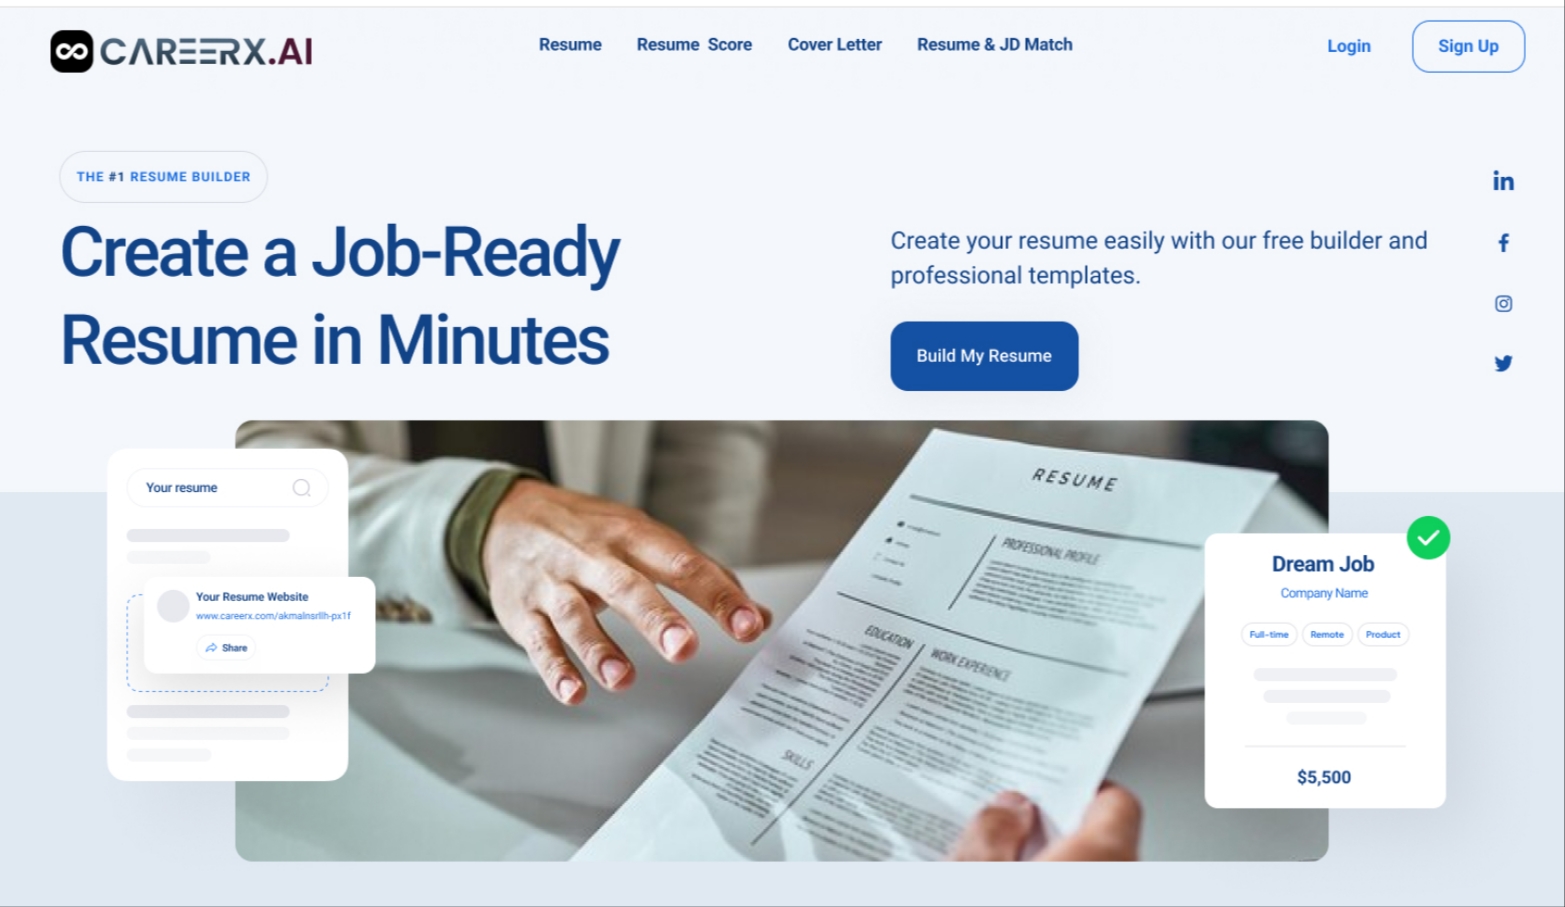 CAREERX.AI
Resume
Resume Score
Cover Letter
Resume & JD Match
Login
Sign Up
THE #1 RESUME BUILDER
Create a Job-Ready
Resume in Minutes
Create your resume easily with our free builder and
professional templates.
Build My Resume
Your resume
Your Resume Website
www.careerx.com/akmalnsrllh-px1f
Share
RESUME
PROFESSIONAL PROFILE
EDUCATION
WORK EXPERIENCE
SKILLS
Dream Job
Company Name
Full-time
Remote
Product
$5,500